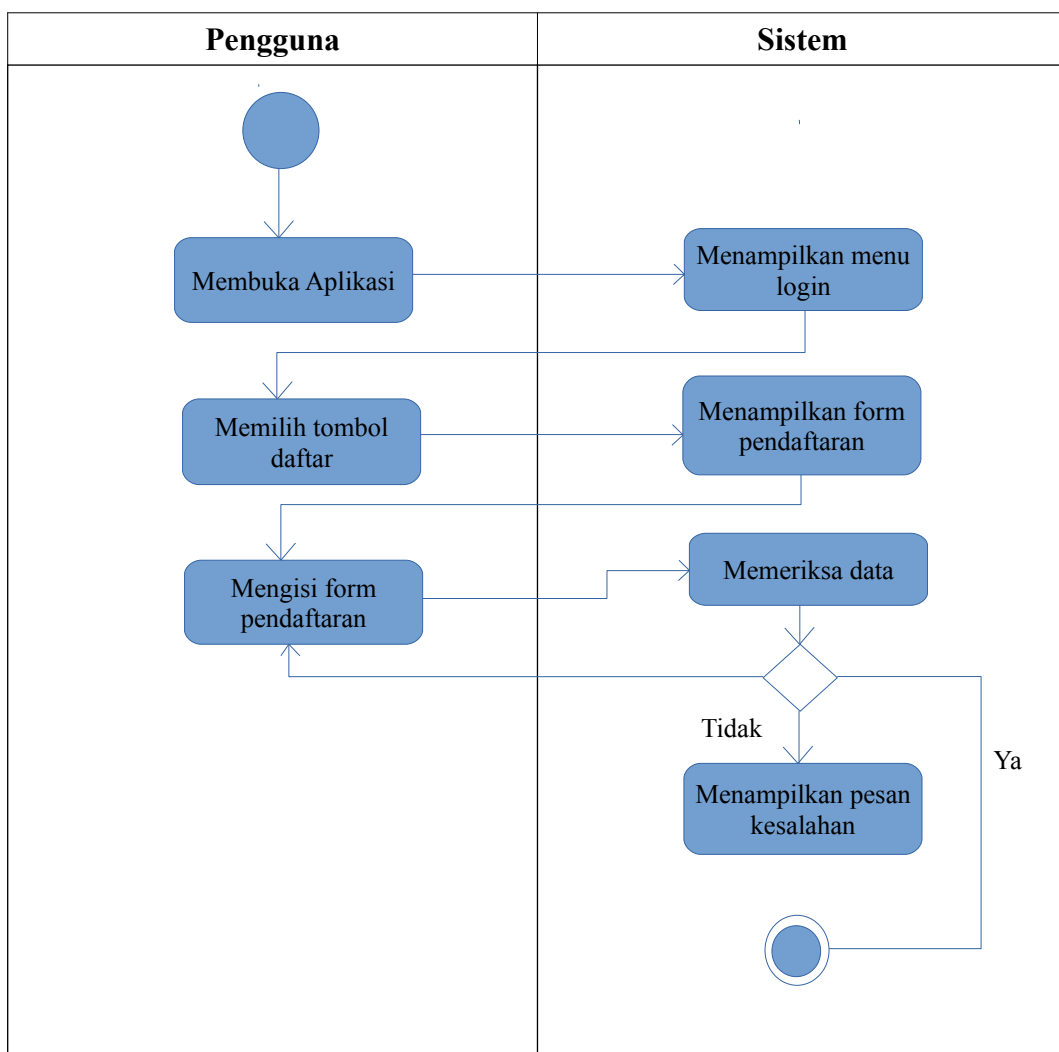 Pengguna
Sistem
Membuka Aplikasi
Menampilkan menu
login
Memilih tombol
daftar
Menampilkan form
pendaftaran
Mengisi form
pendaftaran
Memeriksa data
Tidak
Ya
Menampilkan pesan
kesalahan